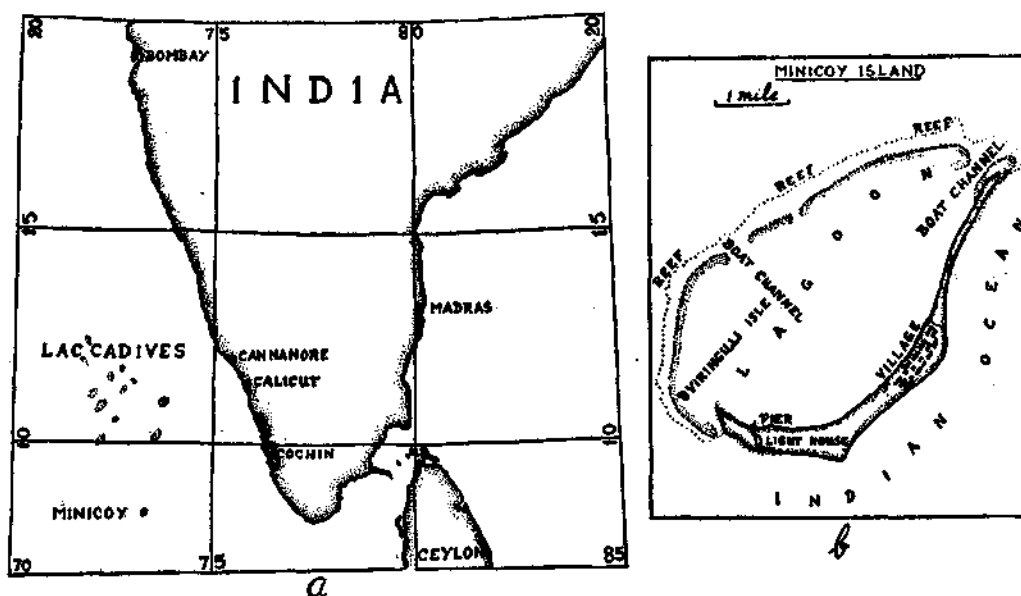 20
75
80
20
BOMBAY
INDIA
15
15
MADRAS
LACCADIVES
CANNANORE
CALICUT
10
10
COCHIN
MINICOY
CEYLON
70
75
80
85
a
MINICOY ISLAND
1 mile
REEF
REEF
REEF
BOAT CHANNEL
BOAT CHANNEL
LAGOON
VIRINGULLI ISLE
VILLAGE
PIER
LIGHT HOUSE
INDIAN OCEAN
b